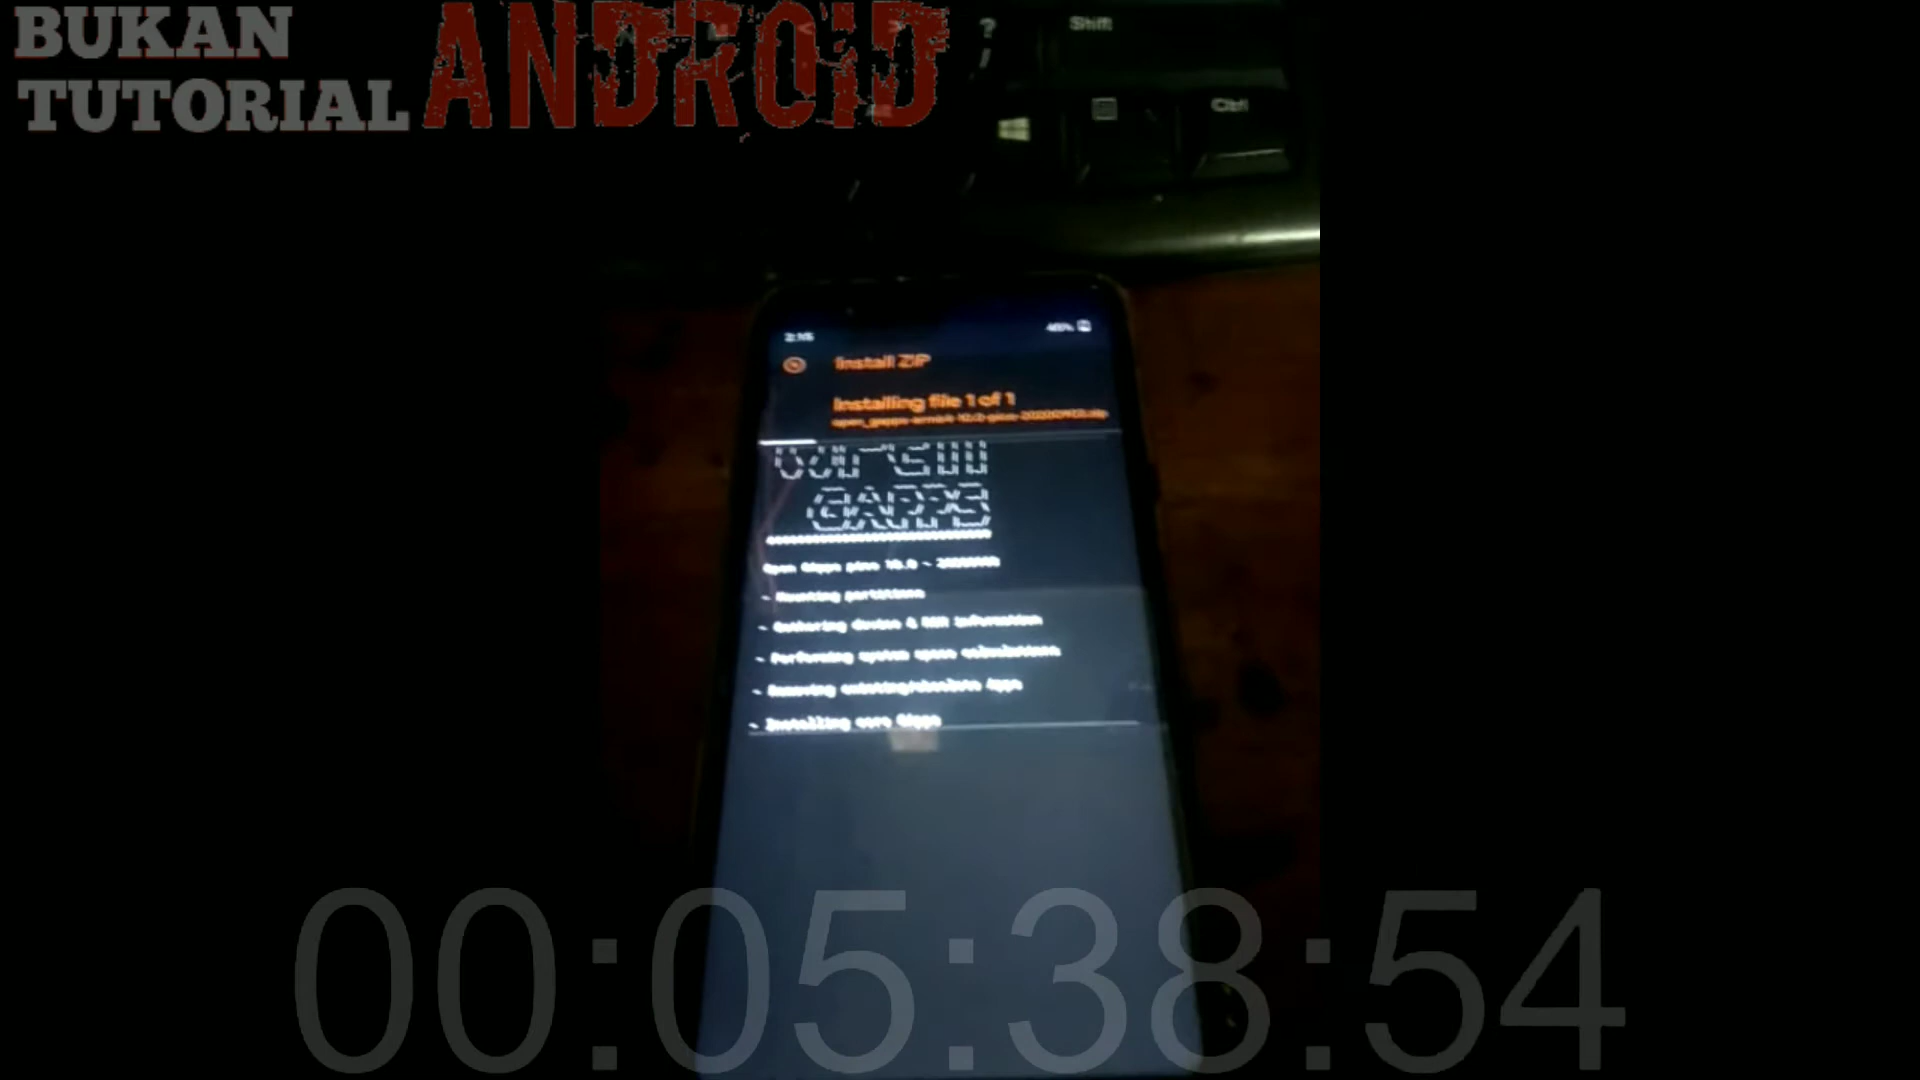 BUKAN
TUTORIAL
ANDROID
?
Shift
Ctrl
Install ZIP
Installing file 1 of 1
GAPPS
- Mounting partitions
- Gathering device & ROM information
- Performing system space calculations
- Removing existing/obsolete Apps
- Installing core GApps
00:05:38:54